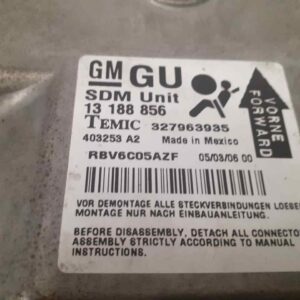 GM GU
SDM Unit
13 188 856
TEMIC 327963935
403253 A2 Made in Mexico
RBV6C05AZF 05/03/06 00
VORNE
FORWARD
VOR DEMONTAGE ALLE STECKVERBINDUNGEN
MONTAGE NUR NACH EINBAUANLEITUNG.
BEFORE DISASSEMBLY, DETACH ALL
ASSEMBLY STRICTLY ACCORDING TO MANUAL
INSTRUCTIONS.